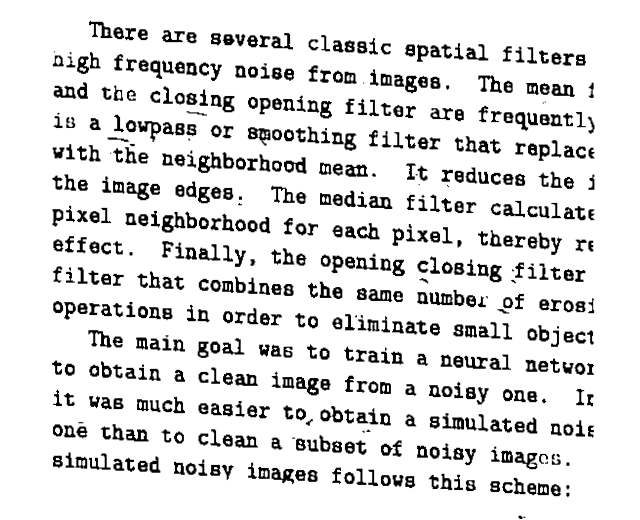 There are several classic spatial filters
high frequency noise from images. The mean
and the closing opening filter are frequently
is a lowpass or smoothing filter that replace
with the neighborhood mean. It reduces the
the image edges. The median filter calculate
pixel neighborhood for each pixel, thereby re
effect. Finally, the opening closing filter
filter that combines the same number of erosi
operations in order to eliminate small object
The main goal was to train a neural networ
to obtain a clean image from a noisy one. In
it was much easier to obtain a simulated nois
one than to clean a subset of noisy images.
simulated noisy images follows this scheme: